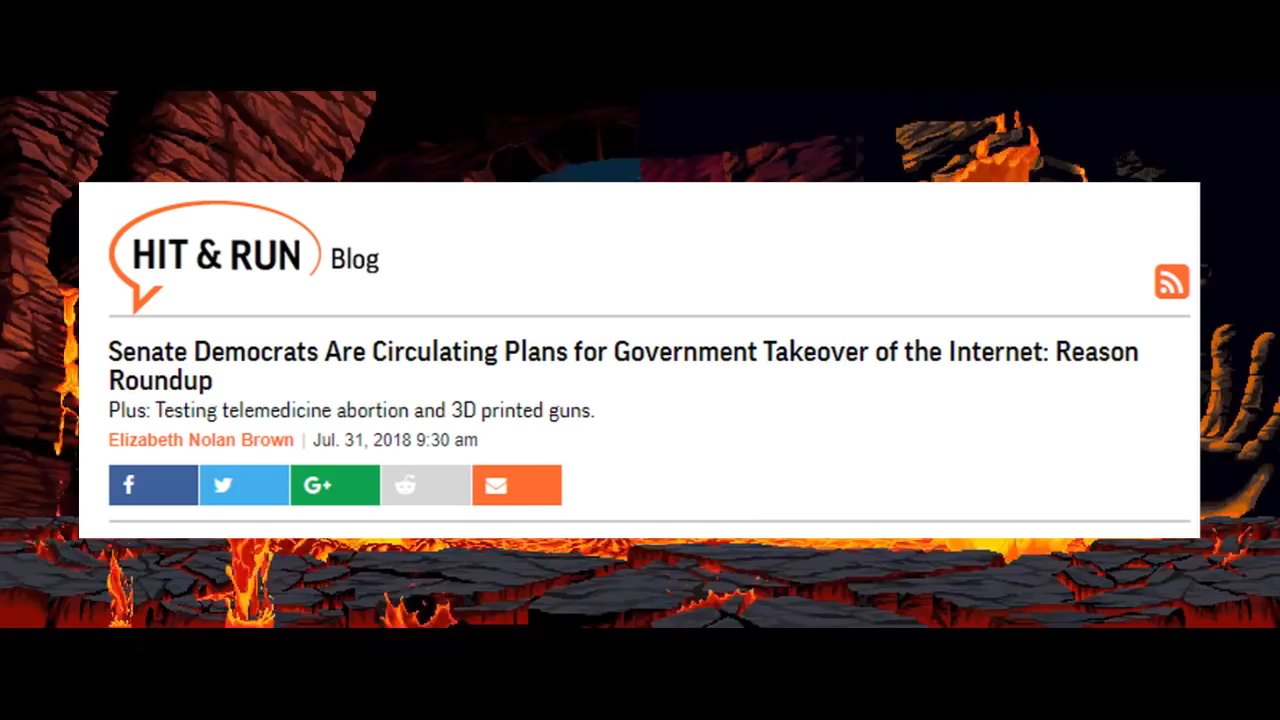 HIT & RUN Blog
Senate Democrats Are Circulating Plans for Government Takeover of the Internet: Reason
Roundup
Plus: Testing telemedicine abortion and 3D printed guns.
Elizabeth Nolan Brown | Jul. 31, 2018 9:30 am
f G+